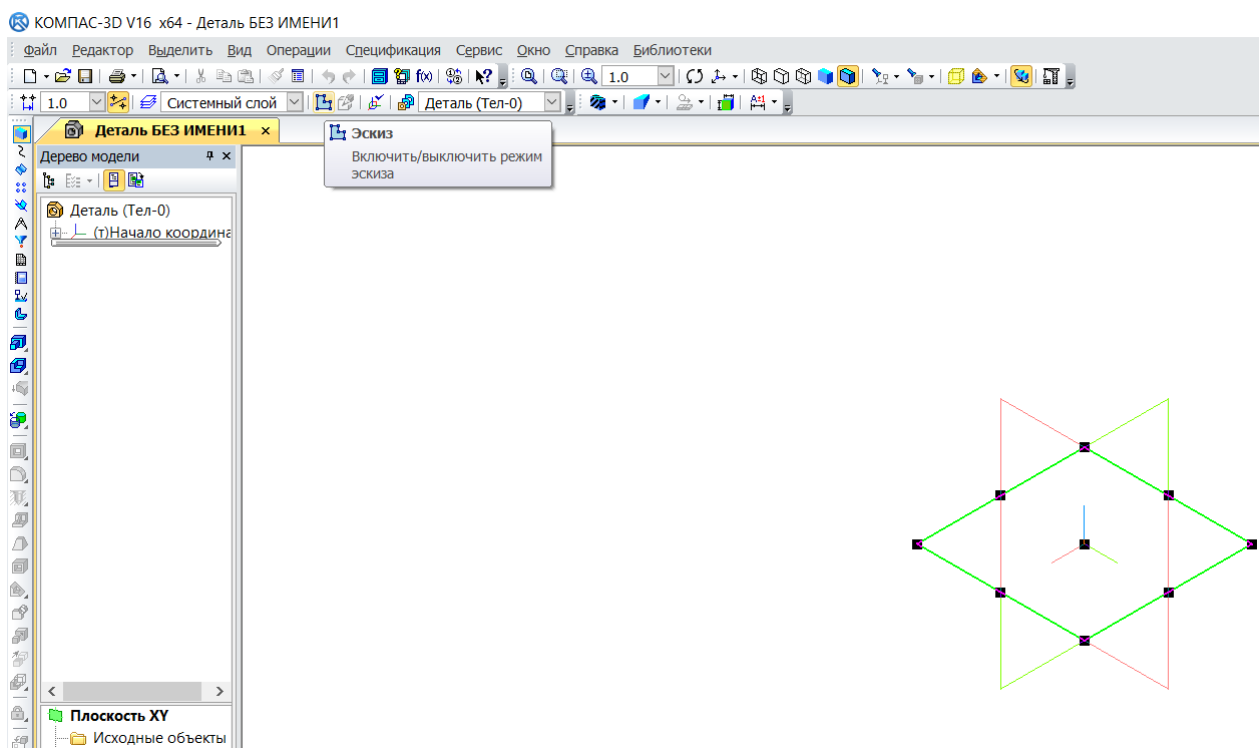 КОМПАС-3D V16 x64 - Деталь БЕЗ ИМЕНИ1
Файл Редактор Выделить Вид Операции Спецификация Сервис Окно Справка Библиотеки
f(x) 1.0
1.0 Системный слой Деталь (Тел-0)
Деталь БЕЗ ИМЕНИ1 ×
Эскиз
Включить/выключить режим
эскиза
Дерево модели
Деталь (Тел-0)
(т)Начало координа
Плоскость XY
Исходные объекты